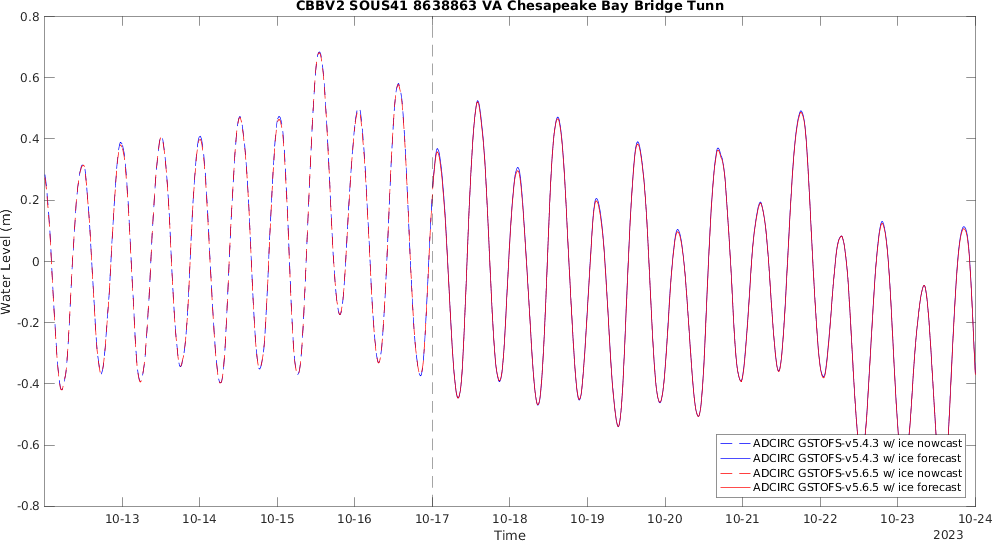 CBBV2 SOUS41 8638863 VA Chesapeake Bay Bridge Tunn
Water Level (m)
0.8
0.6
0.4
0.2
0
-0.2
-0.4
-0.6
-0.8
ADCIRC GSTOFS-v5.4.3 w/ ice nowcast
ADCIRC GSTOFS-v5.4.3 w/ ice forecast
ADCIRC GSTOFS-v5.6.5 w/ ice nowcast
ADCIRC GSTOFS-v5.6.5 w/ ice forecast
10-13 10-14 10-15 10-16 10-17 10-18 10-19 10-20 10-21 10-22 10-23 10-24
Time
2023